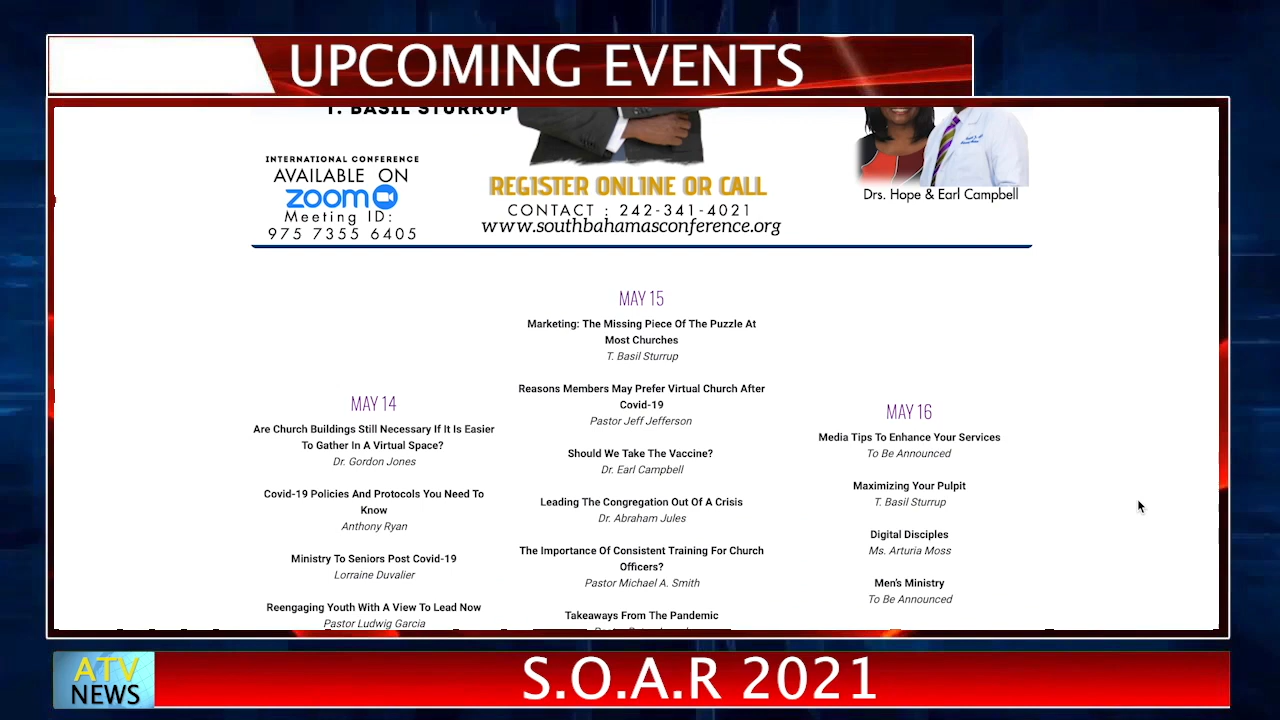 UPCOMING EVENTS
T. BASIL STURRUP
INTERNATIONAL CONFERENCE
AVAILABLE ON
zoom
Meeting ID:
975 7355 6405
REGISTER ONLINE OR CALL
CONTACT : 242-341-4021
www.southbahamasconference.org
Drs. Hope & Earl Campbell
MAY 14
Are Church Buildings Still Necessary If It Is Easier
To Gather In A Virtual Space?
Dr. Gordon Jones
Covid-19 Policies And Protocols You Need To
Know
Anthony Ryan
Ministry To Seniors Post Covid-19
Lorraine Duvalier
Reengaging Youth With A View To Lead Now
Pastor Ludwig Garcia
MAY 15
Marketing: The Missing Piece Of The Puzzle At
Most Churches
T. Basil Sturrup
Reasons Members May Prefer Virtual Church After
Covid-19
Pastor Jeff Jefferson
Should We Take The Vaccine?
Dr. Earl Campbell
Leading The Congregation Out Of A Crisis
Dr. Abraham Jules
The Importance Of Consistent Training For Church
Officers?
Pastor Michael A. Smith
Takeaways From The Pandemic
MAY 16
Media Tips To Enhance Your Services
To Be Announced
Maximizing Your Pulpit
T. Basil Sturrup
Digital Disciples
Ms. Arturia Moss
Men's Ministry
To Be Announced
ATV
NEWS
S.O.A.R 2021